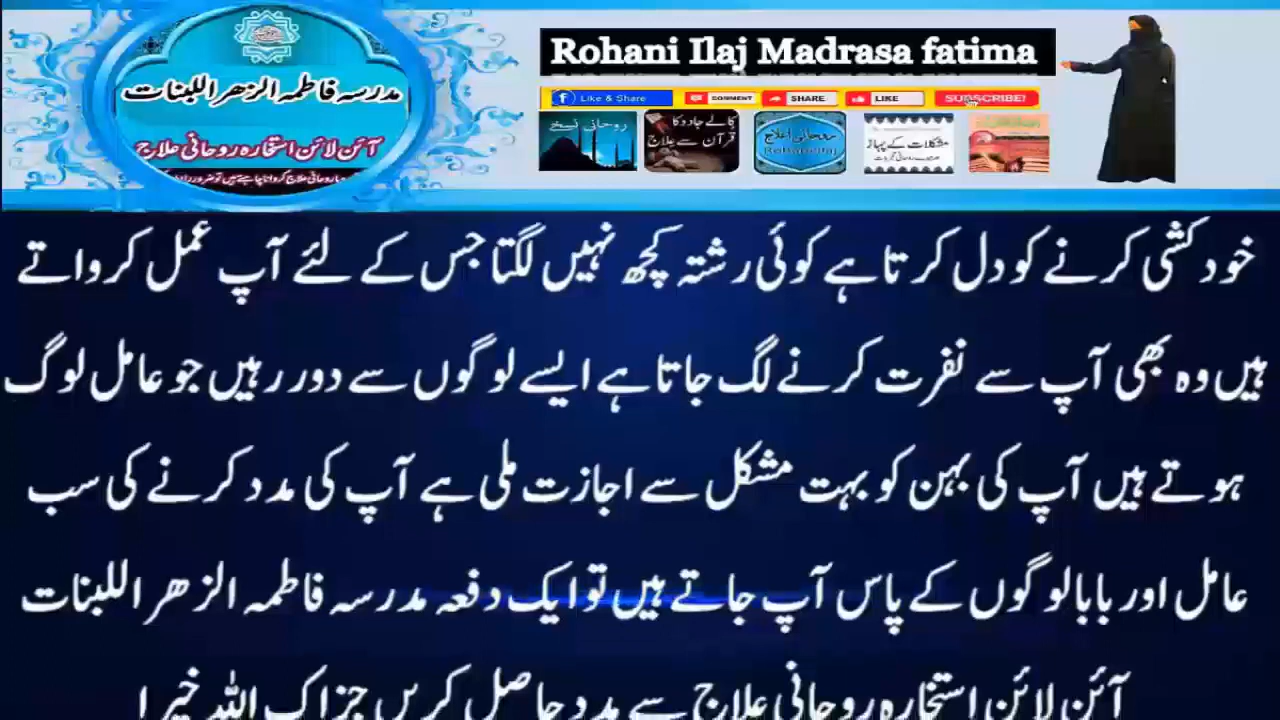 مدرسہ فاطمہ الزھرا للبنات
آئن لائن استخارہ روحانی علاج
Rohani Ilaj Madrasa fatima
Like & Share
COMMENT
SHARE
LIKE
SUBSCRIBE!
روحانی نسخے
کالے جادو کا
قرآن سے علاج
روحانی علاج
مشکلات کے پہاڑ
خودکشی کرنے کو دل کرتا ہے کوئی رشتہ کچھ نہیں لگتا جس کے لئے آپ عمل کرواتے
ہیں وہ بھی آپ سے نفرت کرنے لگ جاتا ہے ایسے لوگوں سے دور رہیں جو عامل لوگ
ہوتے ہیں آپ کی بہن کو بہت مشکل سے اجازت ملی ہے آپ کی مدد کرنے کی سب
عامل اور بابا لوگوں کے پاس آپ جاتے ہیں تو ایک دفعہ مدرسہ فاطمہ الزھرا للبنات
آئن لائن استخارہ روحانی علاج سے مدد حاصل کریں جزاک اللہ خیرا